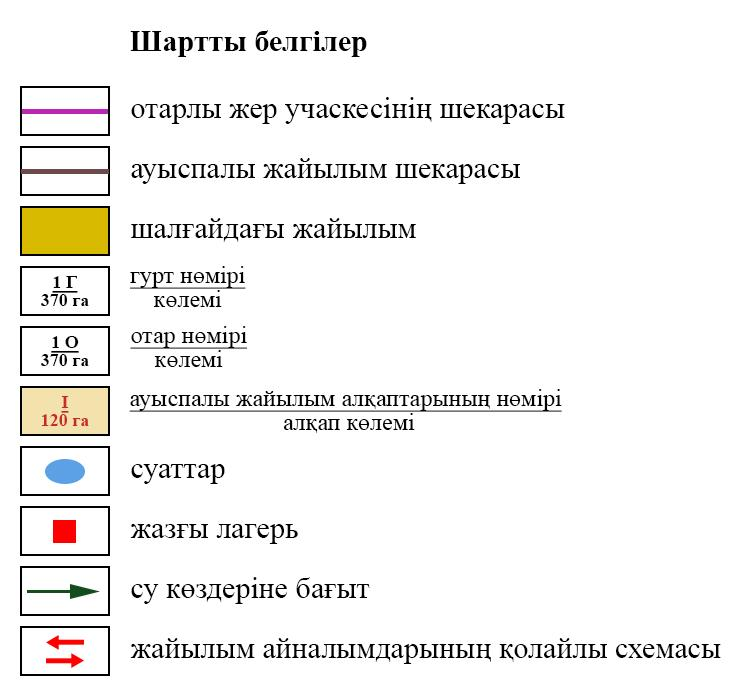 Шартты белгілер
отарлы жер учаскесінің шекарасы
ауыспалы жайылым шекарасы
шалғайдағы жайылым
1 Г
370 га
гурт нөмірі
көлемі
1 О
370 га
отар нөмірі
көлемі
I
120 га
ауыспалы жайылым алқаптарының нөмірі
алқап көлемі
суаттар
жазғы лагерь
су көздеріне бағыт
жайылым айналымдарының қолайлы схемасы